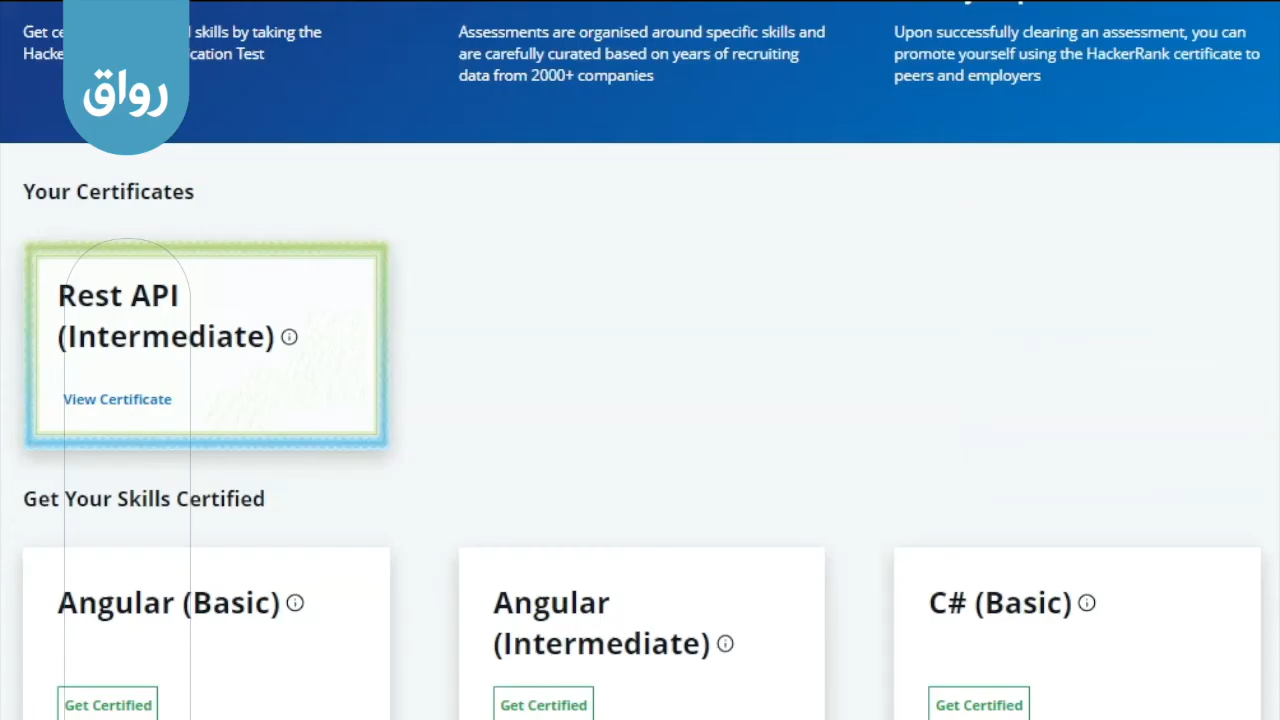 Get ce skills by taking the
Hacke cation Test
Assessments are organised around specific skills and
are carefully curated based on years of recruiting
data from 2000+ companies
Upon successfully clearing an assessment, you can
promote yourself using the HackerRank certificate to
peers and employers
رواق
Your Certificates
Rest API
(Intermediate)
View Certificate
Get Your Skills Certified
Angular (Basic)
Get Certified
Angular
(Intermediate)
Get Certified
C# (Basic)
Get Certified